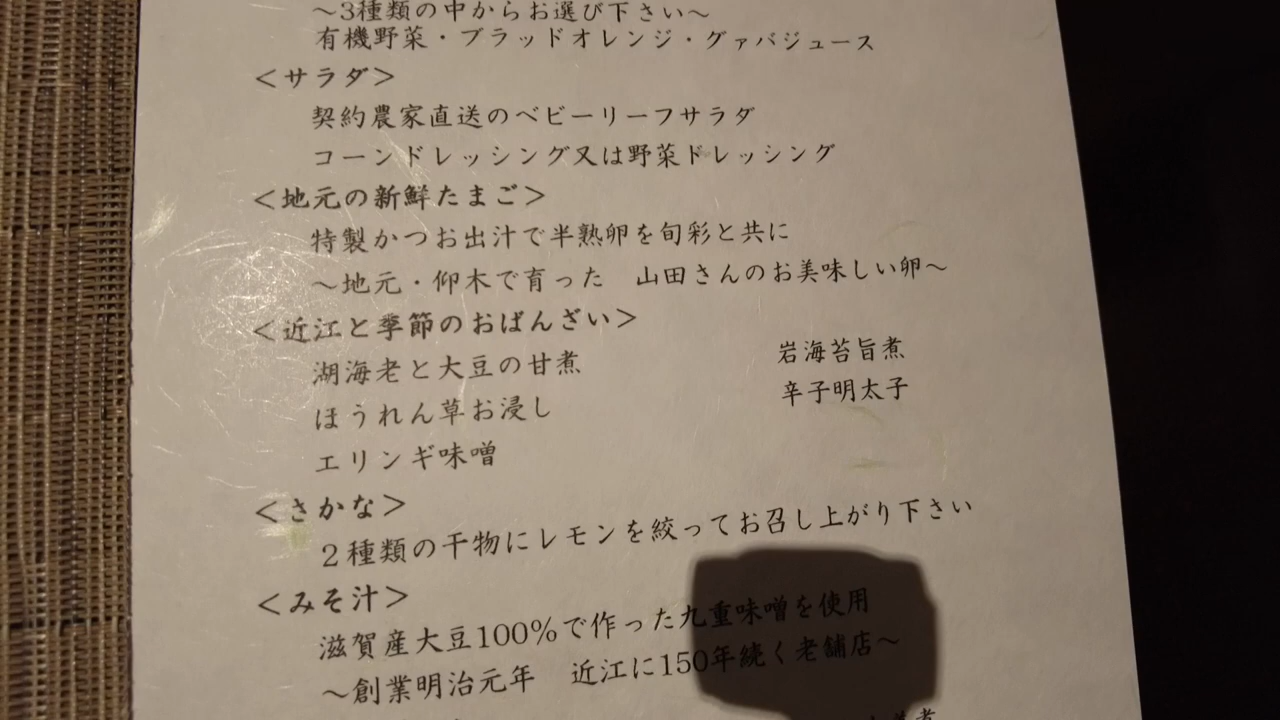 ～3種類の中からお選び下さい～
有機野菜・ブラッドオレンジ・グァバジュース
＜サラダ＞
契約農家直送のベビーリーフサラダ
コーンドレッシング又は野菜ドレッシング
＜地元の新鮮たまご＞
特製かつお出汁で半熟卵を旬彩と共に
～地元・仰木で育った　山田さんのお美味しい卵～
＜近江と季節のおばんざい＞
湖海老と大豆の甘煮　岩海苔旨煮
ほうれん草お浸し　辛子明太子
エリンギ味噌
＜さかな＞
２種類の干物にレモンを絞ってお召し上がり下さい
＜みそ汁＞
滋賀産大豆100％で作った九重味噌を使用
～創業明治元年　近江に150年続く老舗店～